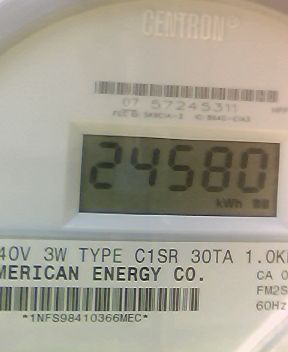 CENTRON®
07 57245311
24580
kWh
40V 3W TYPE C1SR 30TA 1.0K
MERICAN ENERGY CO.
CA 0
FM2S
60Hz
*1NFS98410366MEC*